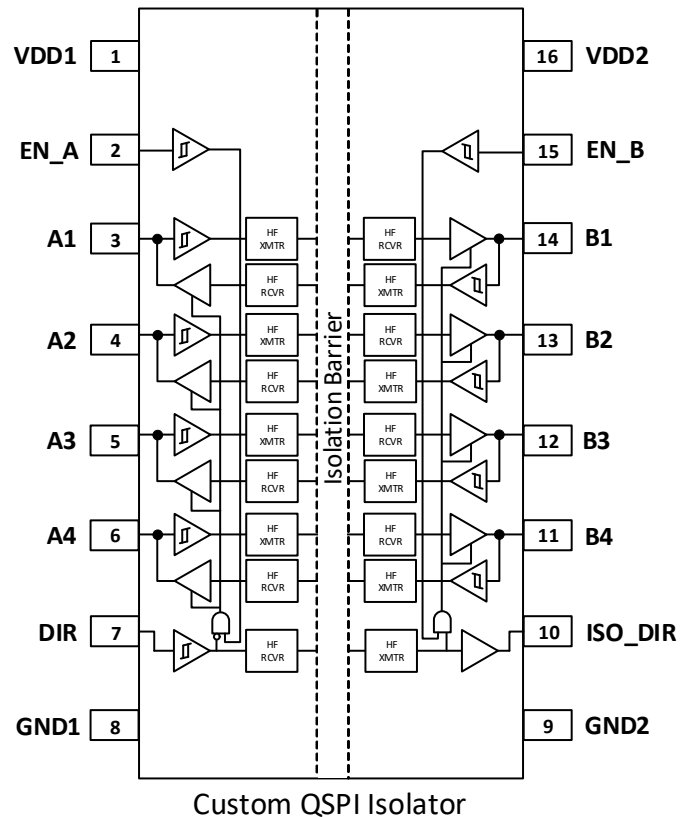 VDD1 1 16 VDD2
EN_A 2 15 EN_B
A1 3 HF XMTR HF RCVR 14 B1
HF RCVR HF XMTR
A2 4 HF XMTR HF RCVR 13 B2
HF RCVR HF XMTR
Isolation Barrier
A3 5 HF XMTR HF RCVR 12 B3
HF RCVR HF XMTR
A4 6 HF XMTR HF RCVR 11 B4
HF RCVR HF XMTR
DIR 7 HF RCVR HF XMTR 10 ISO_DIR
GND1 8 9 GND2
Custom QSPI Isolator